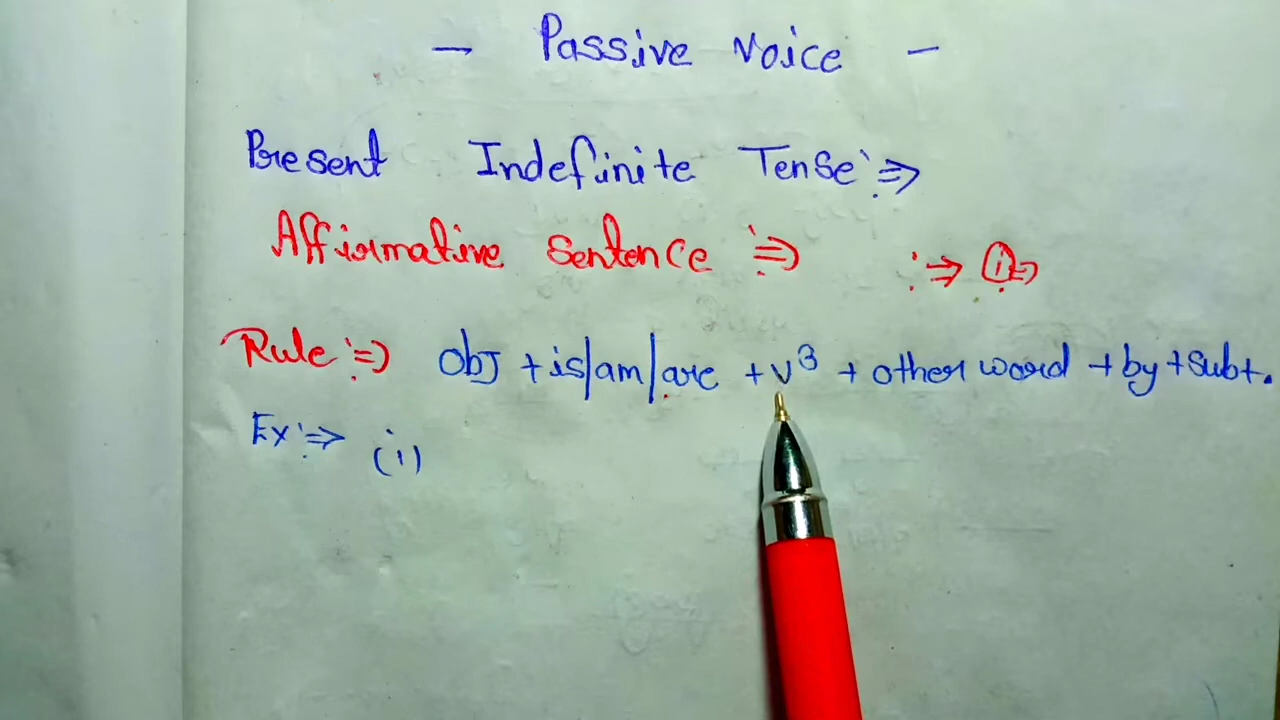 - Passive Voice -
Present Indefinite Tense :⇒
Affirmative Sentence :⇒ :⇒ (i)⇒
Rule :⇒ Obj + is/am/are + v³ + other word + by + Subt.
Ex :⇒ (i)